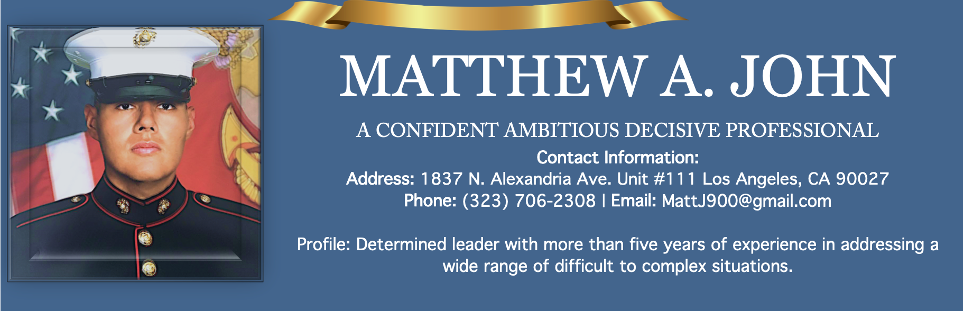 MATTHEW A. JOHN
A CONFIDENT AMBITIOUS DECISIVE PROFESSIONAL
Contact Information:
Address: 1837 N. Alexandria Ave. Unit #111 Los Angeles, CA 90027
Phone: (323) 706-2308 | Email: MattJ900@gmail.com
Profile: Determined leader with more than five years of experience in addressing a
wide range of difficult to complex situations.